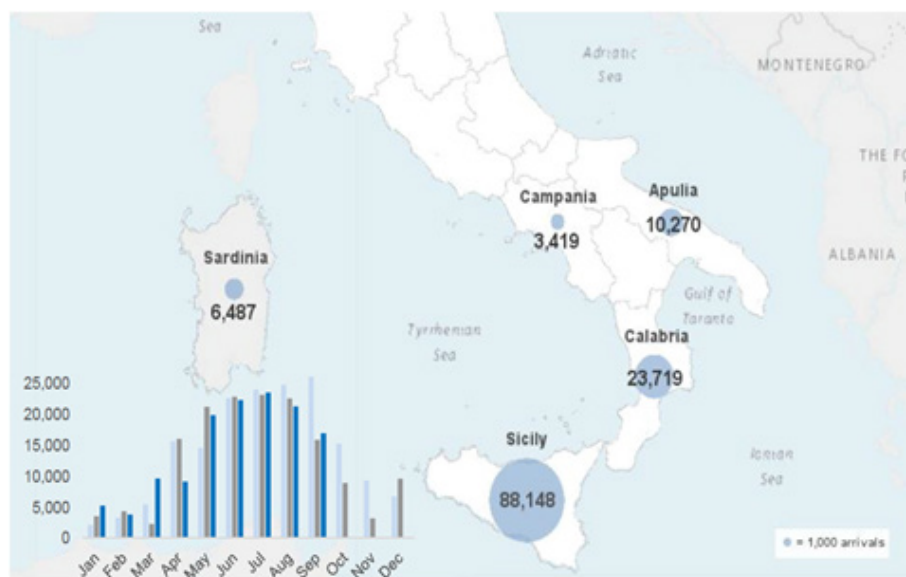 Sea
Adriatic
Sea
MONTENEGRO
THE FO
Campania
3,419
Apulia
10,270
ALBANIA
Sardinia
6,487
Gulf of
Taranto
Tyrrhenian
Sea
Calabria
23,719
25,000
20,000
15,000
10,000
5,000
0
Jan Feb Mar Apr May Jun Jul Aug Sep Oct Nov Dec
Sicily
88,148
Ionian
Sea
= 1,000 arrivals